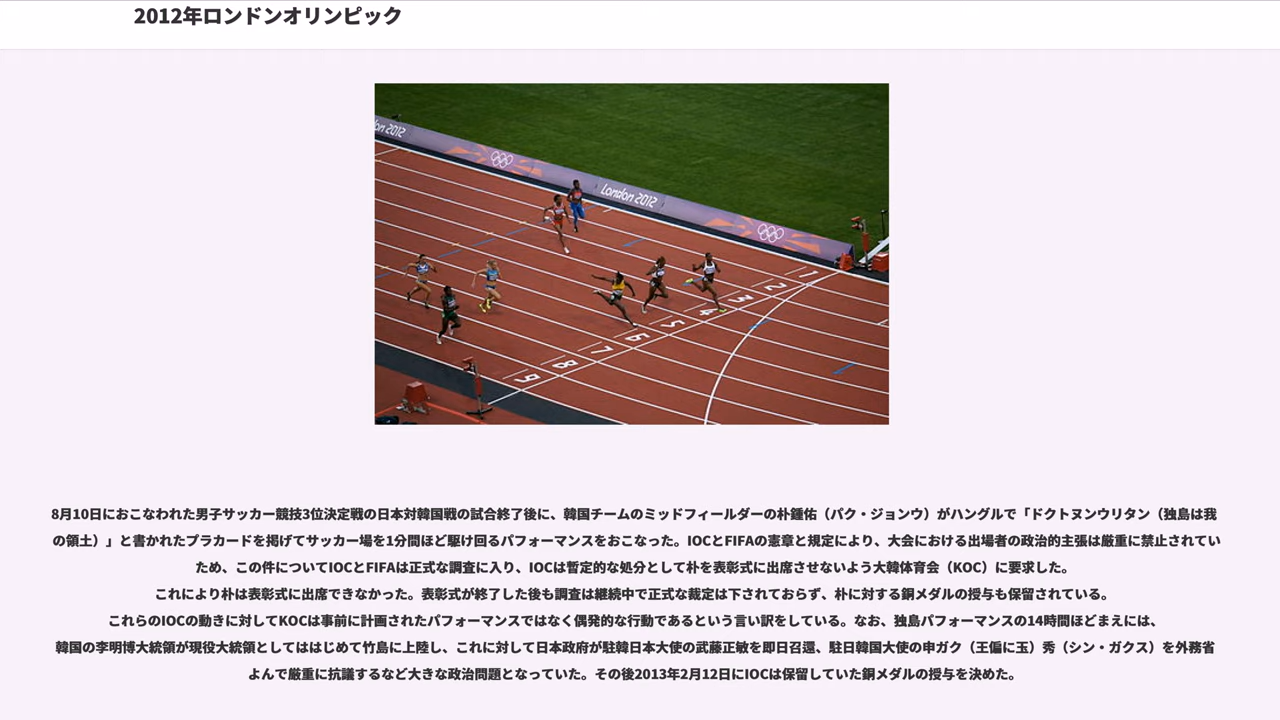 2012年ロンドンオリンピック
on 2012
London 2012
1
2
3
4
5
6
7
8
9
8月10日におこなわれた男子サッカー競技3位決定戦の日本対韓国戦の試合終了後に、韓国チームのミッドフィールダーの朴鍾佑（パク・ジョンウ）がハングルで「ドクトヌンウリタン（独島は我
の領土）」と書かれたプラカードを掲げてサッカー場を1分間ほど駆け回るパフォーマンスをおこなった。IOCとFIFAの憲章と規定により、大会における出場者の政治的主張は厳重に禁止されてい
ため、この件についてIOCとFIFAは正式な調査に入り、IOCは暫定的な処分として朴を表彰式に出席させないよう大韓体育会（KOC）に要求した。
これにより朴は表彰式に出席できなかった。表彰式が終了した後も調査は継続中で正式な裁定は下されておらず、朴に対する銅メダルの授与も保留されている。
これらのIOCの動きに対してKOCは事前に計画されたパフォーマンスではなく偶発的な行動であるという言い訳をしている。なお、独島パフォーマンスの14時間ほどまえには、
韓国の李明博大統領が現役大統領としてははじめて竹島に上陸し、これに対して日本政府が駐韓日本大使の武藤正敏を即日召還、駐日韓国大使の申ガク（王偏に玉）秀（シン・ガクス）を外務省
よんで厳重に抗議するなど大きな政治問題となっていた。その後2013年2月12日にIOCは保留していた銅メダルの授与を決めた。